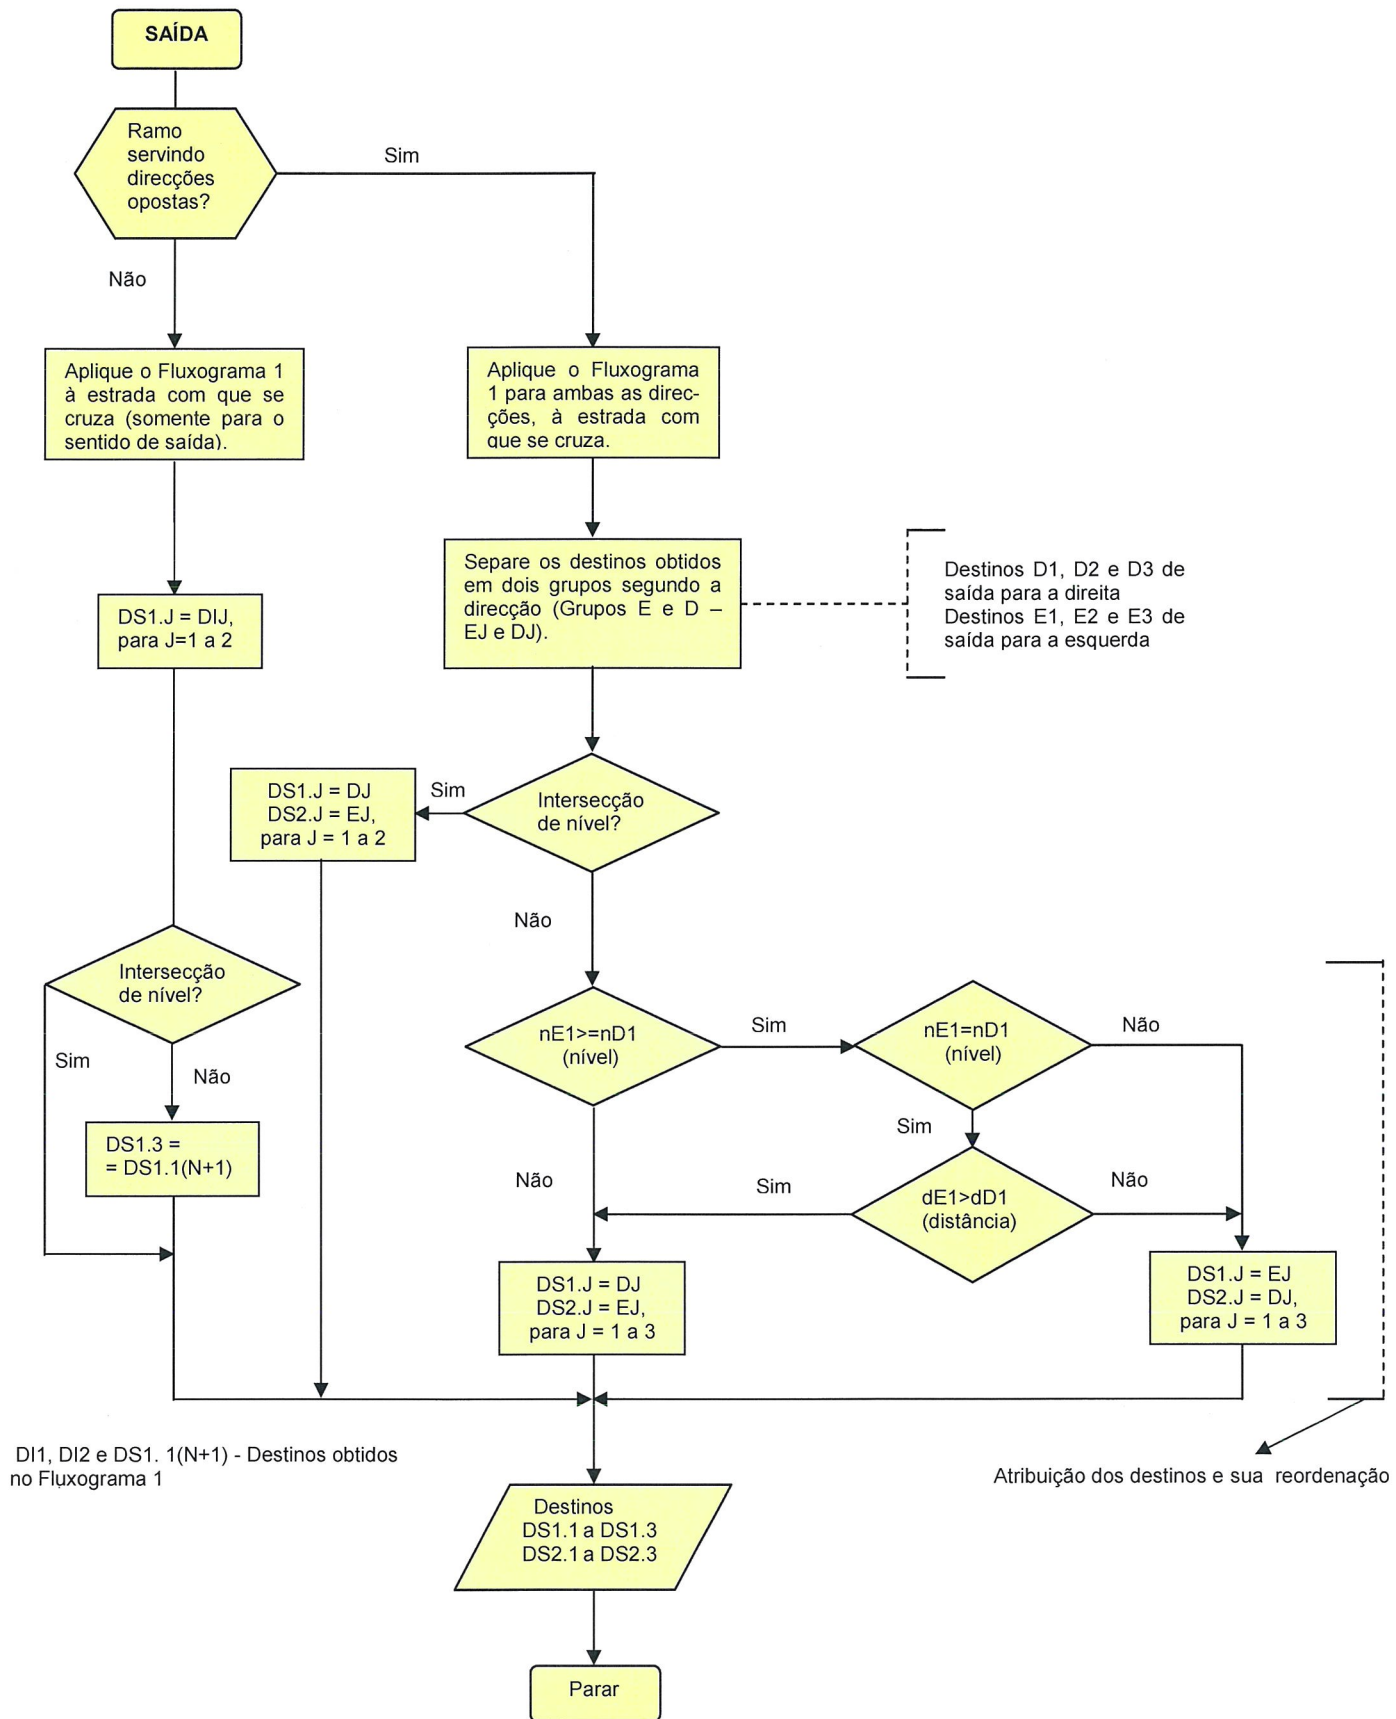 SAÍDA
Ramo
servindo
direcções
opostas?
Sim
Não
Aplique o Fluxograma 1
à estrada com que se
cruza (somente para o
sentido de saída).
Aplique o Fluxograma
1 para ambas as direc-
ções, à estrada com
que se cruza.
Separe os destinos obtidos
em dois grupos segundo a
direcção (Grupos E e D –
EJ e DJ).
Destinos D1, D2 e D3 de
saída para a direita
Destinos E1, E2 e E3 de
saída para a esquerda
DS1.J = DIJ,
para J=1 a 2
DS1.J = DJ
DS2.J = EJ,
para J = 1 a 2
Sim
Intersecção
de nível?
Não
Intersecção
de nível?
Sim
Não
nE1>=nD1
(nível)
Sim
nE1=nD1
(nível)
Não
Sim
DS1.3 =
= DS1.1(N+1)
Não
Sim
dE1>dD1
(distância)
Não
DS1.J = DJ
DS2.J = EJ,
para J = 1 a 3
DS1.J = EJ
DS2.J = DJ,
para J = 1 a 3
DI1, DI2 e DS1. 1(N+1) - Destinos obtidos
no Fluxograma 1
Atribuição dos destinos e sua reordenação
Destinos
DS1.1 a DS1.3
DS2.1 a DS2.3
Parar